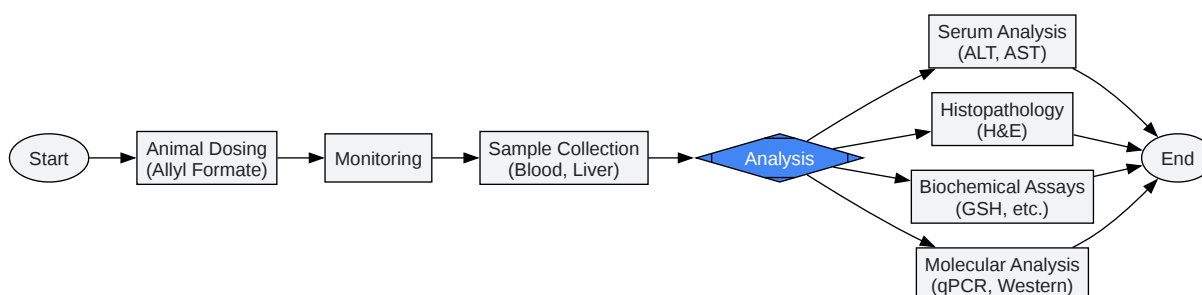 Start
Animal Dosing
(Allyl Formate)
Monitoring
Sample Collection
(Blood, Liver)
Analysis
Serum Analysis
(ALT, AST)
Histopathology
(H&E)
Biochemical Assays
(GSH, etc.)
Molecular Analysis
(qPCR, Western)
End